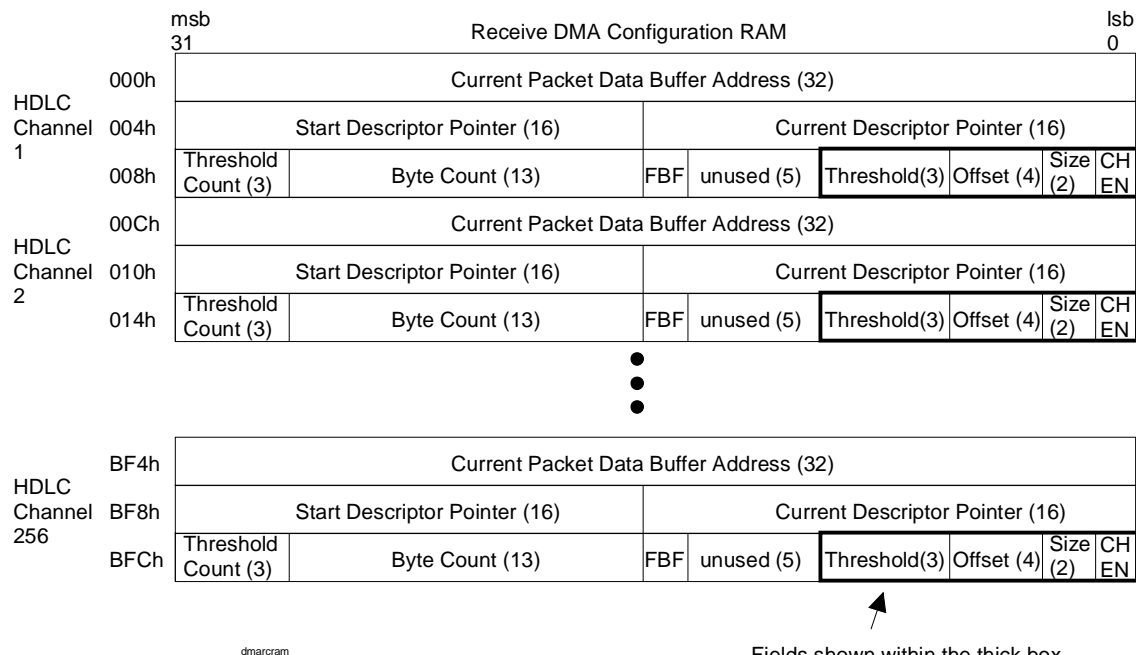 msb
31
Receive DMA Configuration RAM
lsb
0
HDLC
Channel
1
000h
Current Packet Data Buffer Address (32)
004h
Start Descriptor Pointer (16)
Current Descriptor Pointer (16)
008h
Threshold
Count (3)
Byte Count (13)
FBF
unused (5)
Threshold(3)
Offset (4)
Size
(2)
CH
EN
HDLC
Channel
2
00Ch
Current Packet Data Buffer Address (32)
010h
Start Descriptor Pointer (16)
Current Descriptor Pointer (16)
014h
Threshold
Count (3)
Byte Count (13)
FBF
unused (5)
Threshold(3)
Offset (4)
Size
(2)
CH
EN
HDLC
Channel
256
BF4h
Current Packet Data Buffer Address (32)
BF8h
Start Descriptor Pointer (16)
Current Descriptor Pointer (16)
BFCh
Threshold
Count (3)
Byte Count (13)
FBF
unused (5)
Threshold(3)
Offset (4)
Size
(2)
CH
EN
dmarcram
Fields shown within the thick box